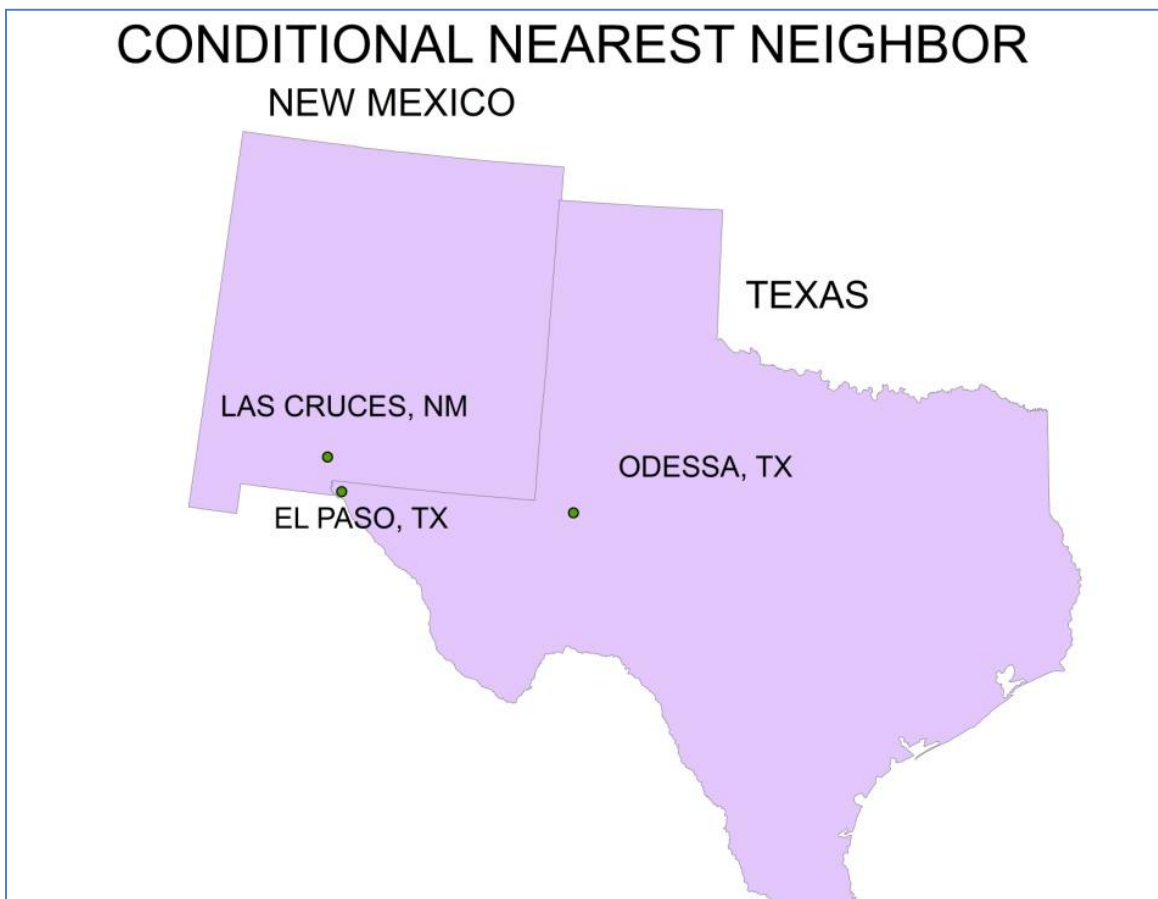 CONDITIONAL NEAREST NEIGHBOR
NEW MEXICO
TEXAS
LAS CRUCES, NM
ODESSA, TX
EL PASO, TX